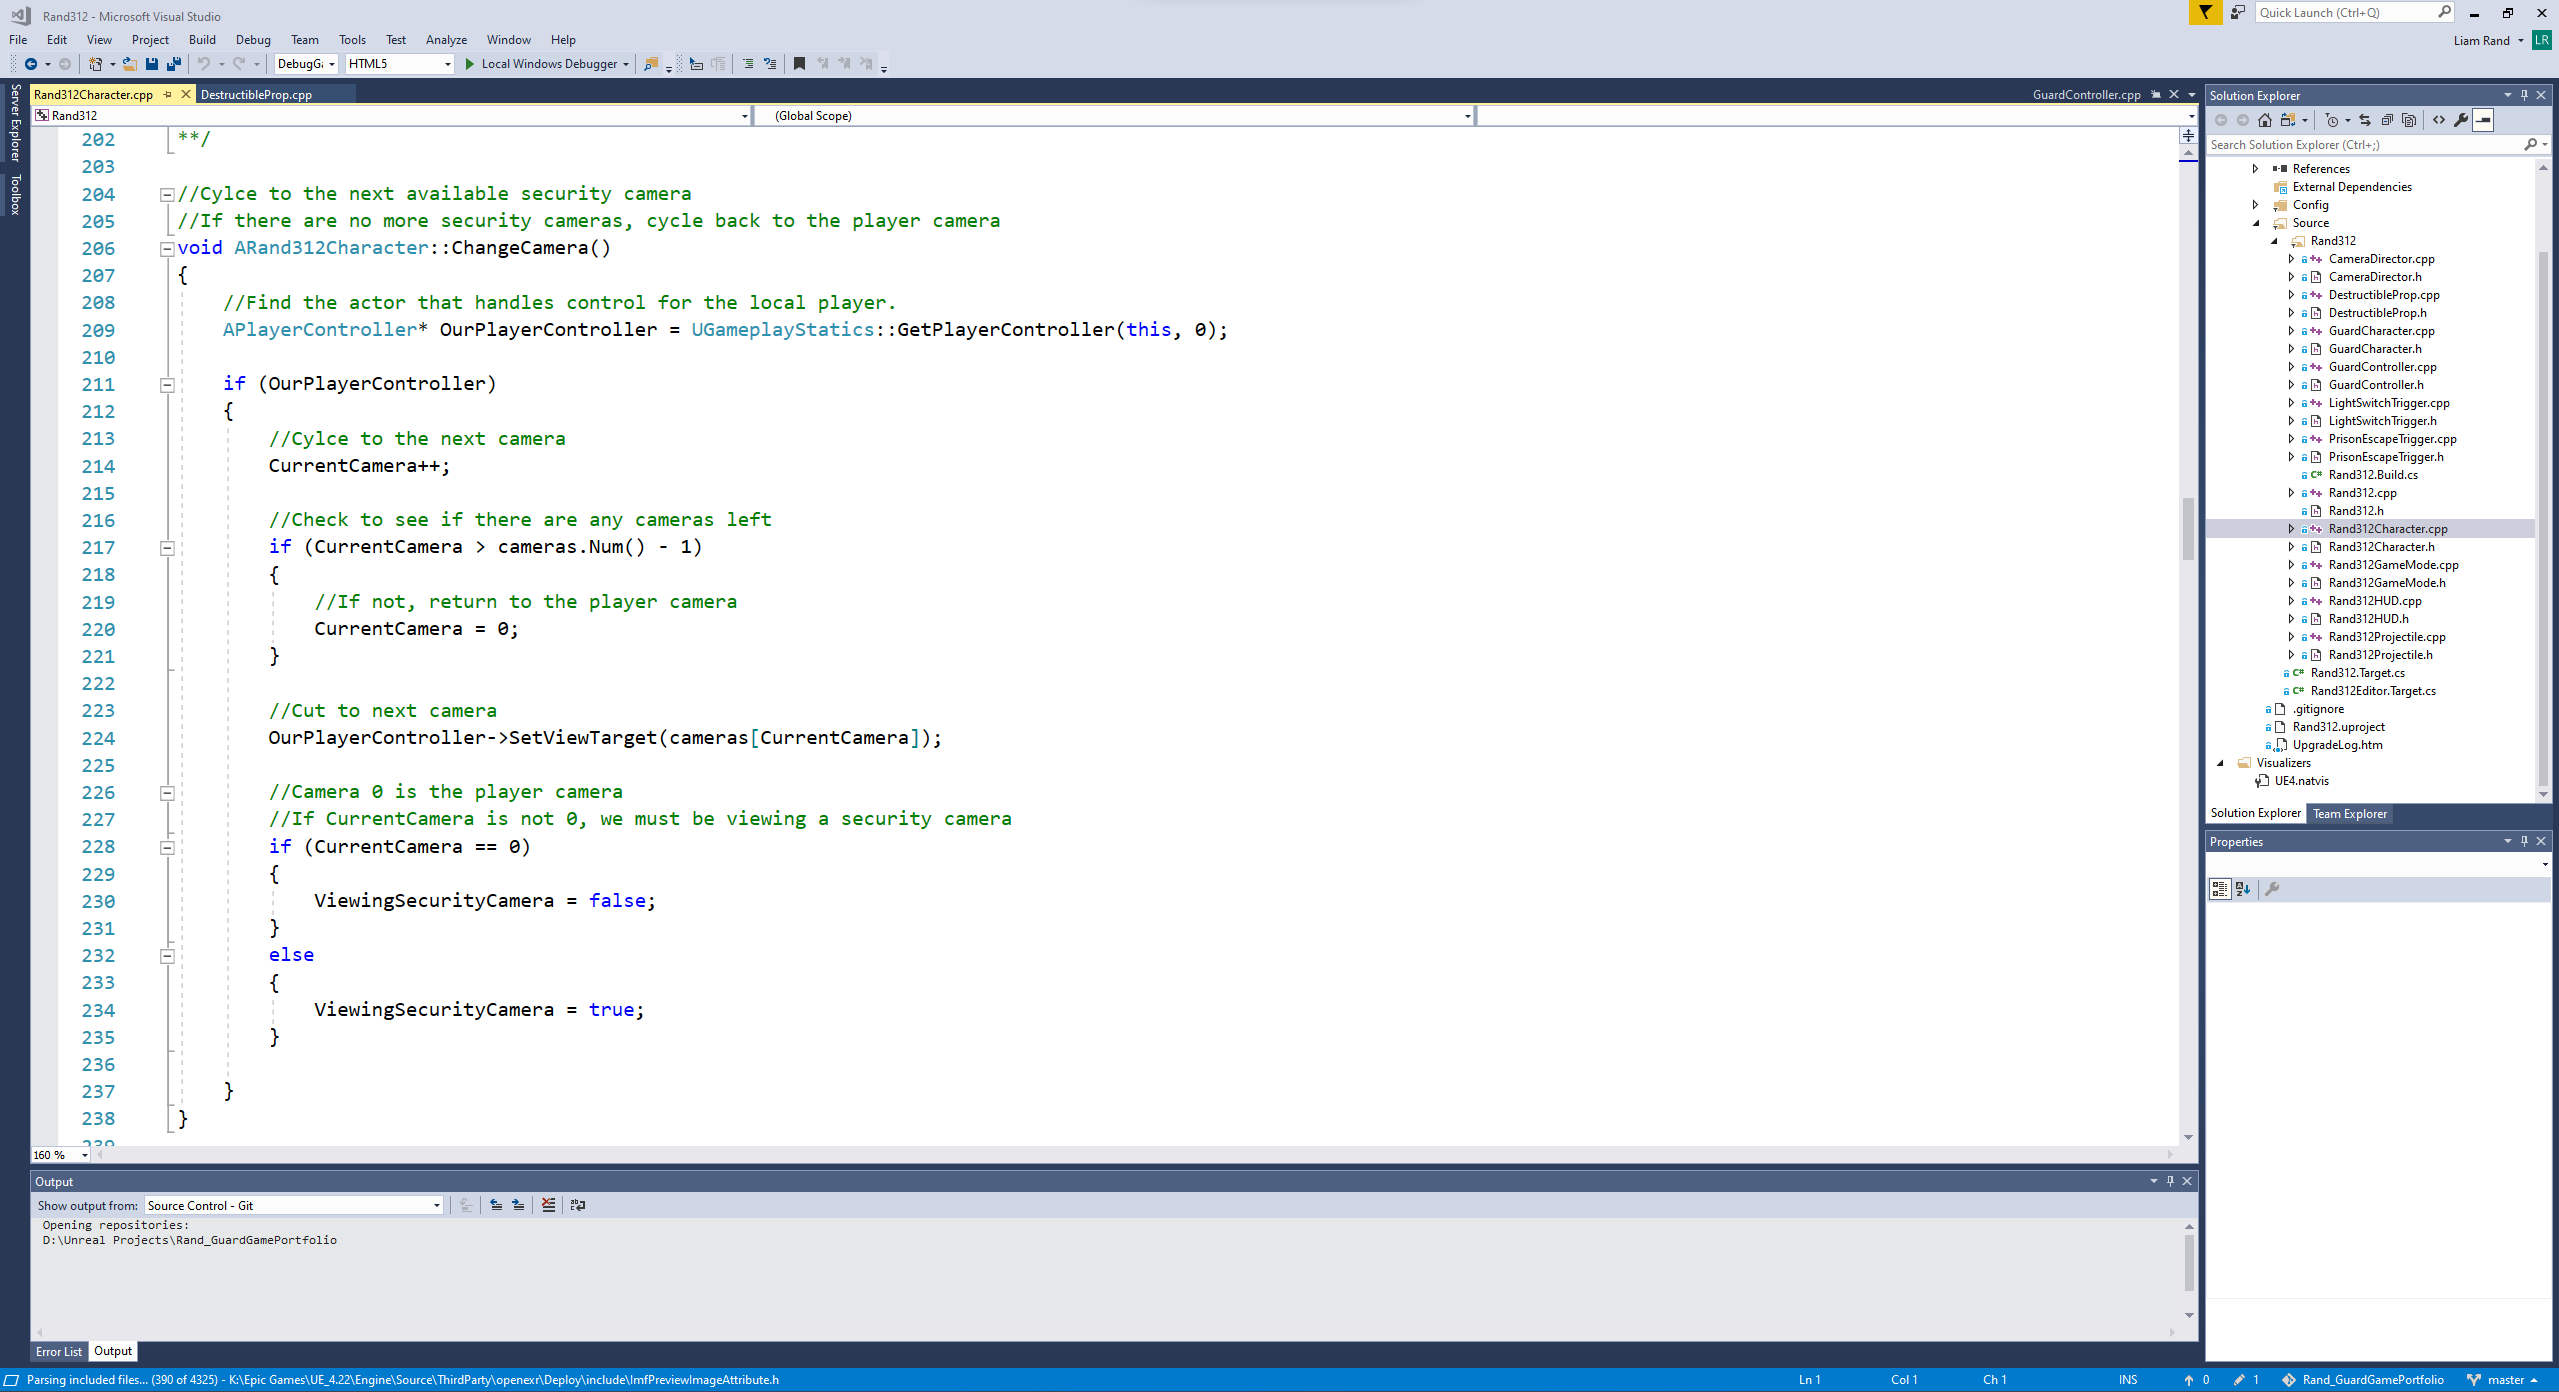 Rand312 - Microsoft Visual Studio
Quick Launch (Ctrl+Q)
File Edit View Project Build Debug Team Tools Test Analyze Window Help
Liam Rand LR
DebugG HTML5 Local Windows Debugger
Server Explorer
Toolbox
Rand312Character.cpp DestructibleProp.cpp GuardController.cpp
Rand312 (Global Scope)
202 **/
203
204 //Cylce to the next available security camera
205 //If there are no more security cameras, cycle back to the player camera
206 void ARand312Character::ChangeCamera()
207 {
208 //Find the actor that handles control for the local player.
209 APlayerController* OurPlayerController = UGameplayStatics::GetPlayerController(this, 0);
210
211 if (OurPlayerController)
212 {
213 //Cylce to the next camera
214 CurrentCamera++;
215
216 //Check to see if there are any cameras left
217 if (CurrentCamera > cameras.Num() - 1)
218 {
219 //If not, return to the player camera
220 CurrentCamera = 0;
221 }
222
223 //Cut to next camera
224 OurPlayerController->SetViewTarget(cameras[CurrentCamera]);
225
226 //Camera 0 is the player camera
227 //If CurrentCamera is not 0, we must be viewing a security camera
228 if (CurrentCamera == 0)
229 {
230 ViewingSecurityCamera = false;
231 }
232 else
233 {
234 ViewingSecurityCamera = true;
235 }
236
237 }
238 }
239
160 %
Output
Show output from: Source Control - Git
Opening repositories:
D:\Unreal Projects\Rand_GuardGamePortfolio
Error List Output
Solution Explorer
Search Solution Explorer (Ctrl+;)
References
External Dependencies
Config
Source
Rand312
CameraDirector.cpp
CameraDirector.h
DestructibleProp.cpp
DestructibleProp.h
GuardCharacter.cpp
GuardCharacter.h
GuardController.cpp
GuardController.h
LightSwitchTrigger.cpp
LightSwitchTrigger.h
PrisonEscapeTrigger.cpp
PrisonEscapeTrigger.h
C# Rand312.Build.cs
Rand312.cpp
Rand312.h
Rand312Character.cpp
Rand312Character.h
Rand312GameMode.cpp
Rand312GameMode.h
Rand312HUD.cpp
Rand312HUD.h
Rand312Projectile.cpp
Rand312Projectile.h
C# Rand312.Target.cs
C# Rand312Editor.Target.cs
.gitignore
Rand312.uproject
UpgradeLog.htm
Visualizers
UE4.natvis
Solution Explorer Team Explorer
Properties
Parsing included files... (390 of 4325) - K:\Epic Games\UE_4.22\Engine\Source\ThirdParty\openexr\Deploy\include\ImfPreviewImageAttribute.h Ln 1 Col 1 Ch 1 INS 0 1 Rand_GuardGamePortfolio master